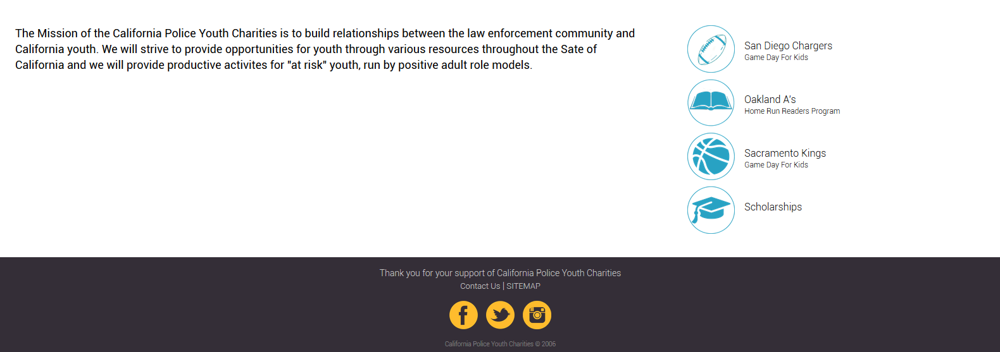 The Mission of the California Police Youth Charities is to build relationships between the law enforcement community and
California youth. We will strive to provide opportunities for youth through various resources throughout the Sate of
California and we will provide productive activites for "at risk" youth, run by positive adult role models.
San Diego Chargers
Game Day For Kids
Oakland A's
Home Run Readers Program
Sacramento Kings
Game Day For Kids
Scholarships
Thank you for your support of California Police Youth Charities
Contact Us | SITEMAP
California Police Youth Charities © 2006